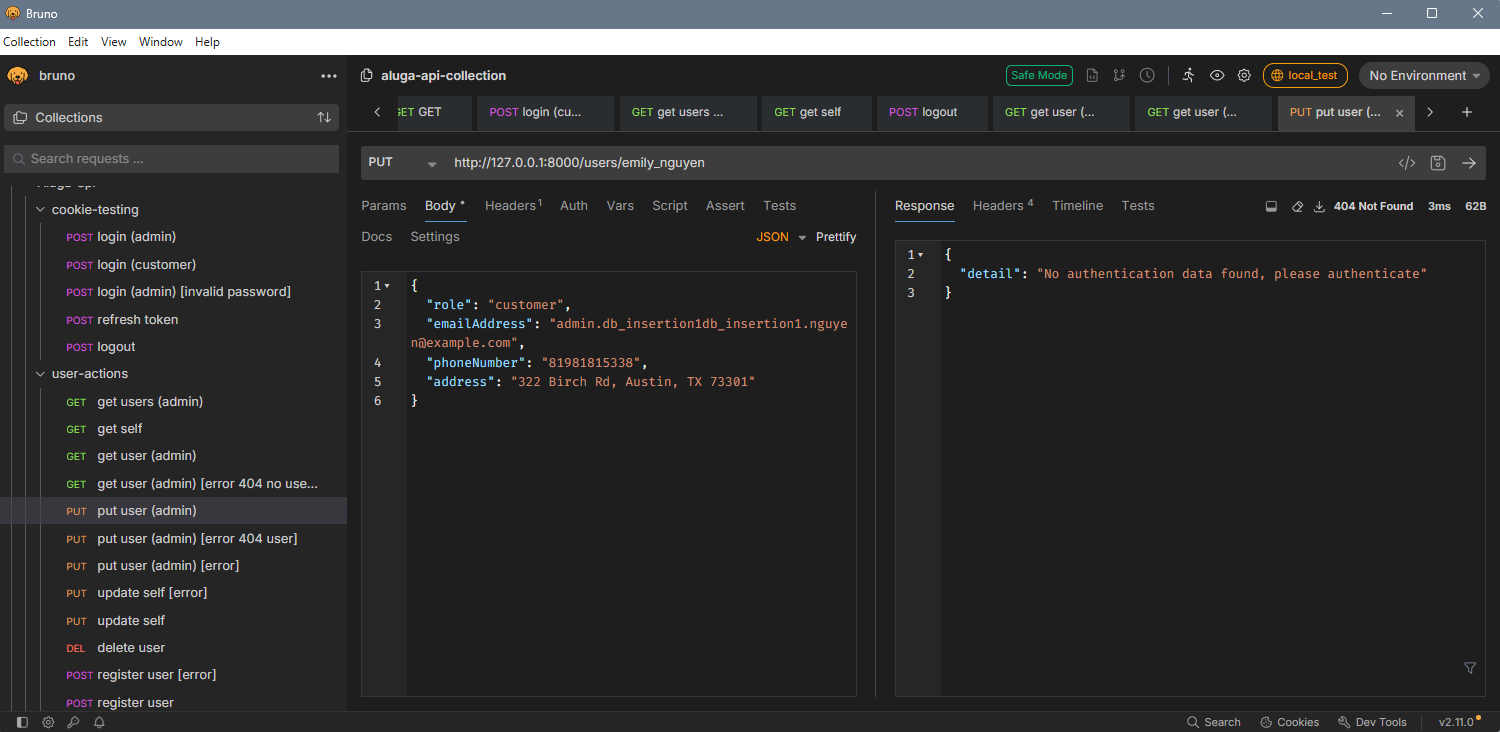 Bruno
Collection Edit View Window Help
bruno
aluga-api-collection
Safe Mode
local_test
No Environment
Collections
GET GET
POST login (cu...
GET get users ...
GET get self
POST logout
GET get user (...
GET get user (...
PUT put user (...
Search requests ...
PUT
http://127.0.0.1:8000/users/emily_nguyen
cookie-testing
POST login (admin)
POST login (customer)
POST login (admin) [invalid password]
POST refresh token
POST logout
user-actions
GET get users (admin)
GET get self
GET get user (admin)
GET get user (admin) [error 404 no use...
PUT put user (admin)
PUT put user (admin) [error 404 user]
PUT put user (admin) [error]
PUT update self [error]
PUT update self
DEL delete user
POST register user [error]
POST register user
Params Body Headers 1 Auth Vars Script Assert Tests
Docs Settings
JSON Prettify
1 {
2 "role": "customer",
3 "emailAddress": "admin.db_insertion1db_insertion1.nguye
n@example.com",
4 "phoneNumber": "81981815338",
5 "address": "322 Birch Rd, Austin, TX 73301"
6 }
Response Headers 4 Timeline Tests
404 Not Found 3ms 62B
1 {
2 "detail": "No authentication data found, please authenticate"
3 }
Search Cookies Dev Tools v2.11.0